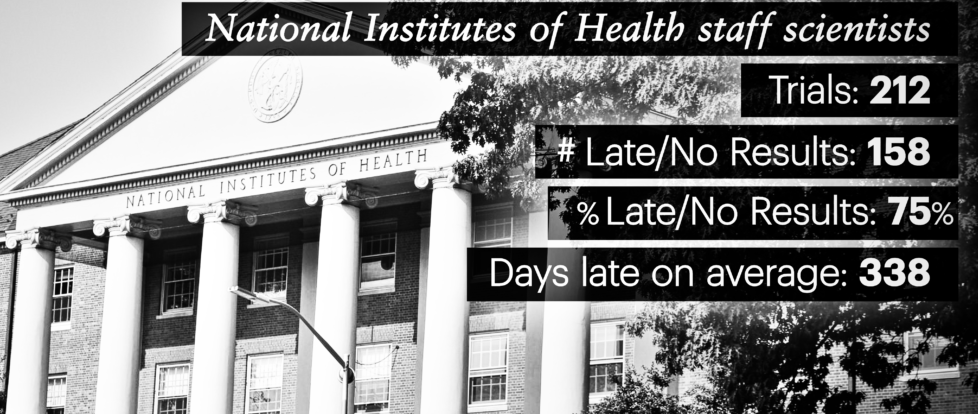 National Institutes of Health staff scientists
Trials: 212
# Late/No Results: 158
% Late/No Results: 75%
Days late on average: 338
NATIONAL INSTITUTES OF HEALTH